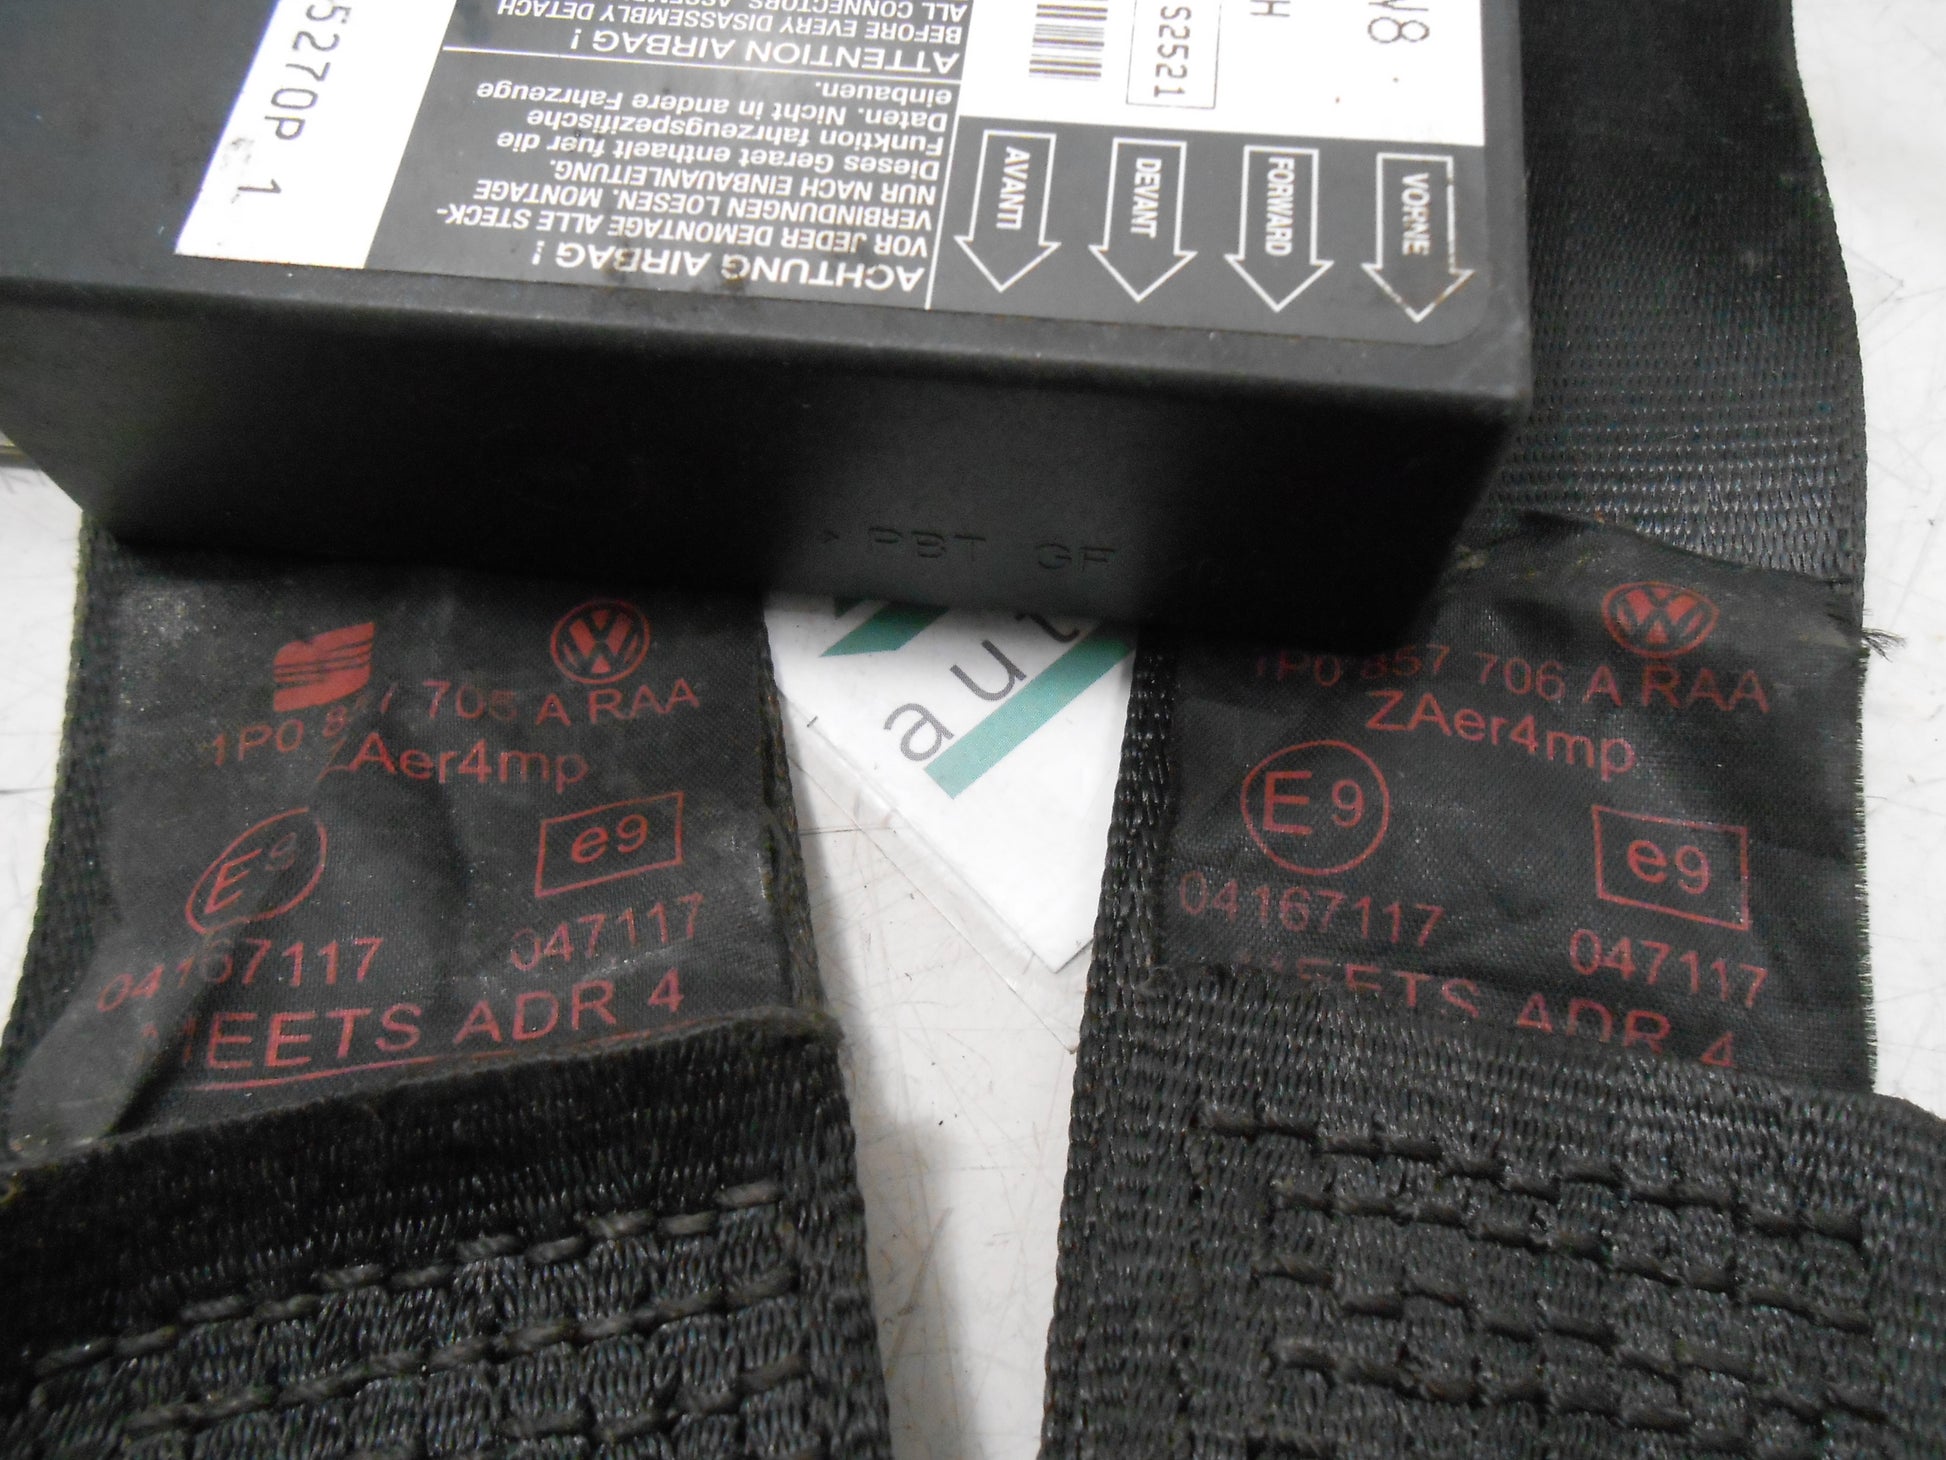 ACHTUNG AIRBAG !
VOR JEDER DEMONTAGE ALLE STECK-
VERBINDUNGEN LOESEN. MONTAGE
NUR NACH EINBAUANLEITUNG.
Dieses Geraet enthaelt fuer die
Funktion fahrzeugspezifische
Daten. Nicht in andere Fahrzeuge
einbauen.
ATTENTION AIRBAG !
BEFORE EVERY DISASSEMBLY DETACH
ALL CONNECTORS.
5270P 1
S2521
H
AVANTI
DEVANT
FORWARD
VORNE
PBT GF
1P0 705 A RAA
Aer4mp
E9
e9
04167117
047117
MEETS ADR 4
1P0 857 706 A RAA
ZAer4mp
E9
e9
04167117
047117
MEETS ADR 4